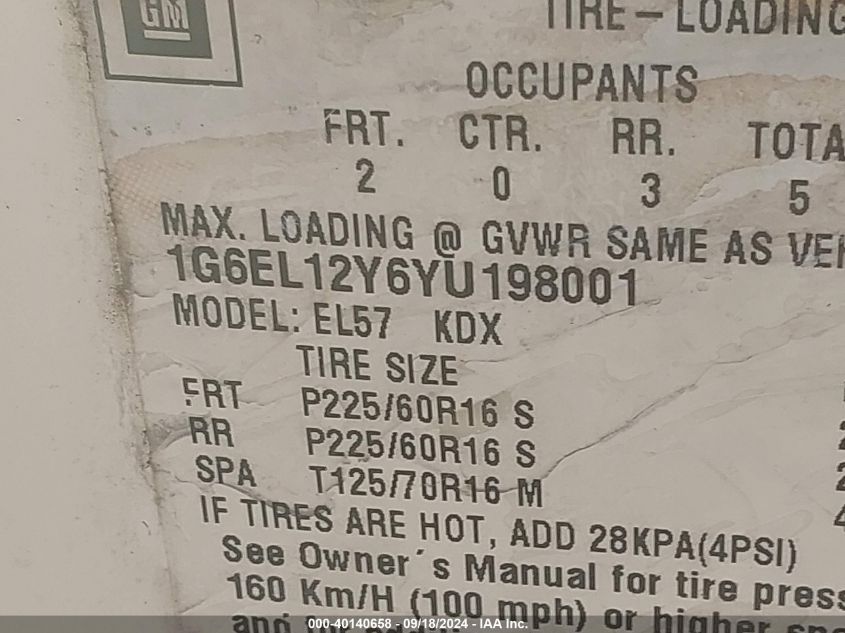 GM
TIRE – LOADING
OCCUPANTS
FRT. CTR. RR. TOTA
2 0 3 5
MAX. LOADING @ GVWR SAME AS VEH
1G6EL12Y6YU198001
MODEL: EL57 KDX
TIRE SIZE
FRT P225/60R16 S
RR P225/60R16 S
SPA T125/70R16 M
IF TIRES ARE HOT, ADD 28KPA(4PSI)
See Owner´s Manual for tire press
160 Km/H (100 mph) or higher
and
000-40140658 - 09/18/2024 - IAA Inc.